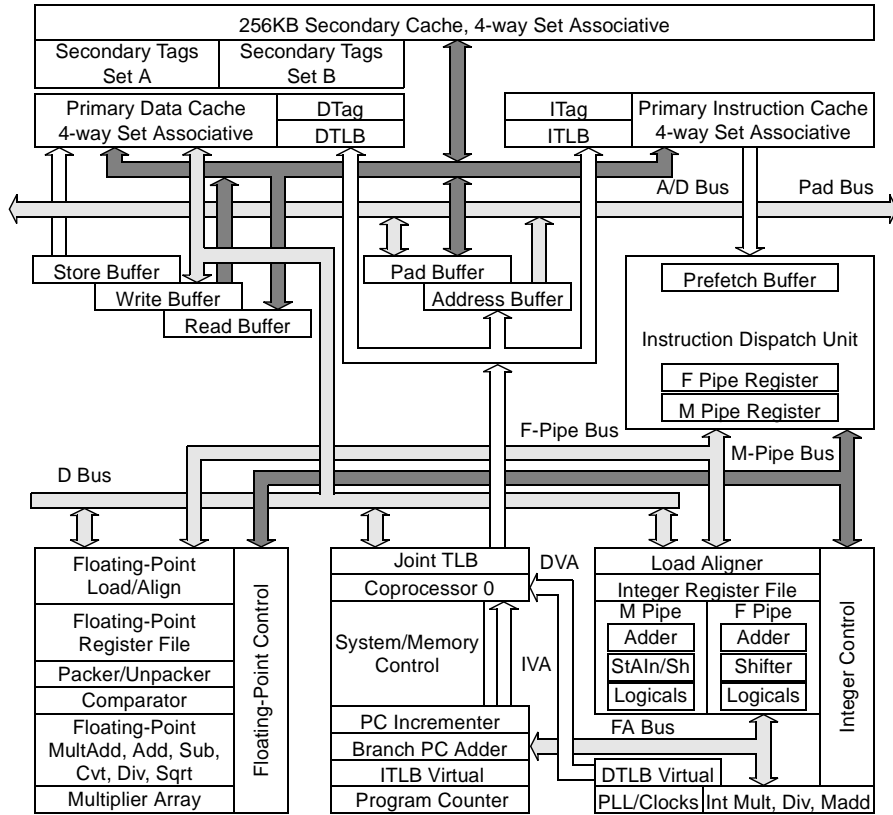 256KB Secondary Cache, 4-way Set Associative
Secondary Tags
Set A
Secondary Tags
Set B
Primary Data Cache
4-way Set Associative
DTag
DTLB
ITag
ITLB
Primary Instruction Cache
4-way Set Associative
A/D Bus
Pad Bus
Store Buffer
Write Buffer
Read Buffer
Pad Buffer
Address Buffer
Prefetch Buffer
Instruction Dispatch Unit
F Pipe Register
M Pipe Register
F-Pipe Bus
M-Pipe Bus
D Bus
Floating-Point
Load/Align
Floating-Point
Register File
Packer/Unpacker
Comparator
Floating-Point
MultAdd, Add, Sub,
Cvt, Div, Sqrt
Multiplier Array
Floating-Point Control
Joint TLB
Coprocessor 0
System/Memory
Control
PC Incrementer
Branch PC Adder
ITLB Virtual
Program Counter
DVA
IVA
Load Aligner
Integer Register File
M Pipe
Adder
StAln/Sh
Logicals
F Pipe
Adder
Shifter
Logicals
Integer Control
FA Bus
DTLB Virtual
PLL/Clocks
Int Mult, Div, Madd